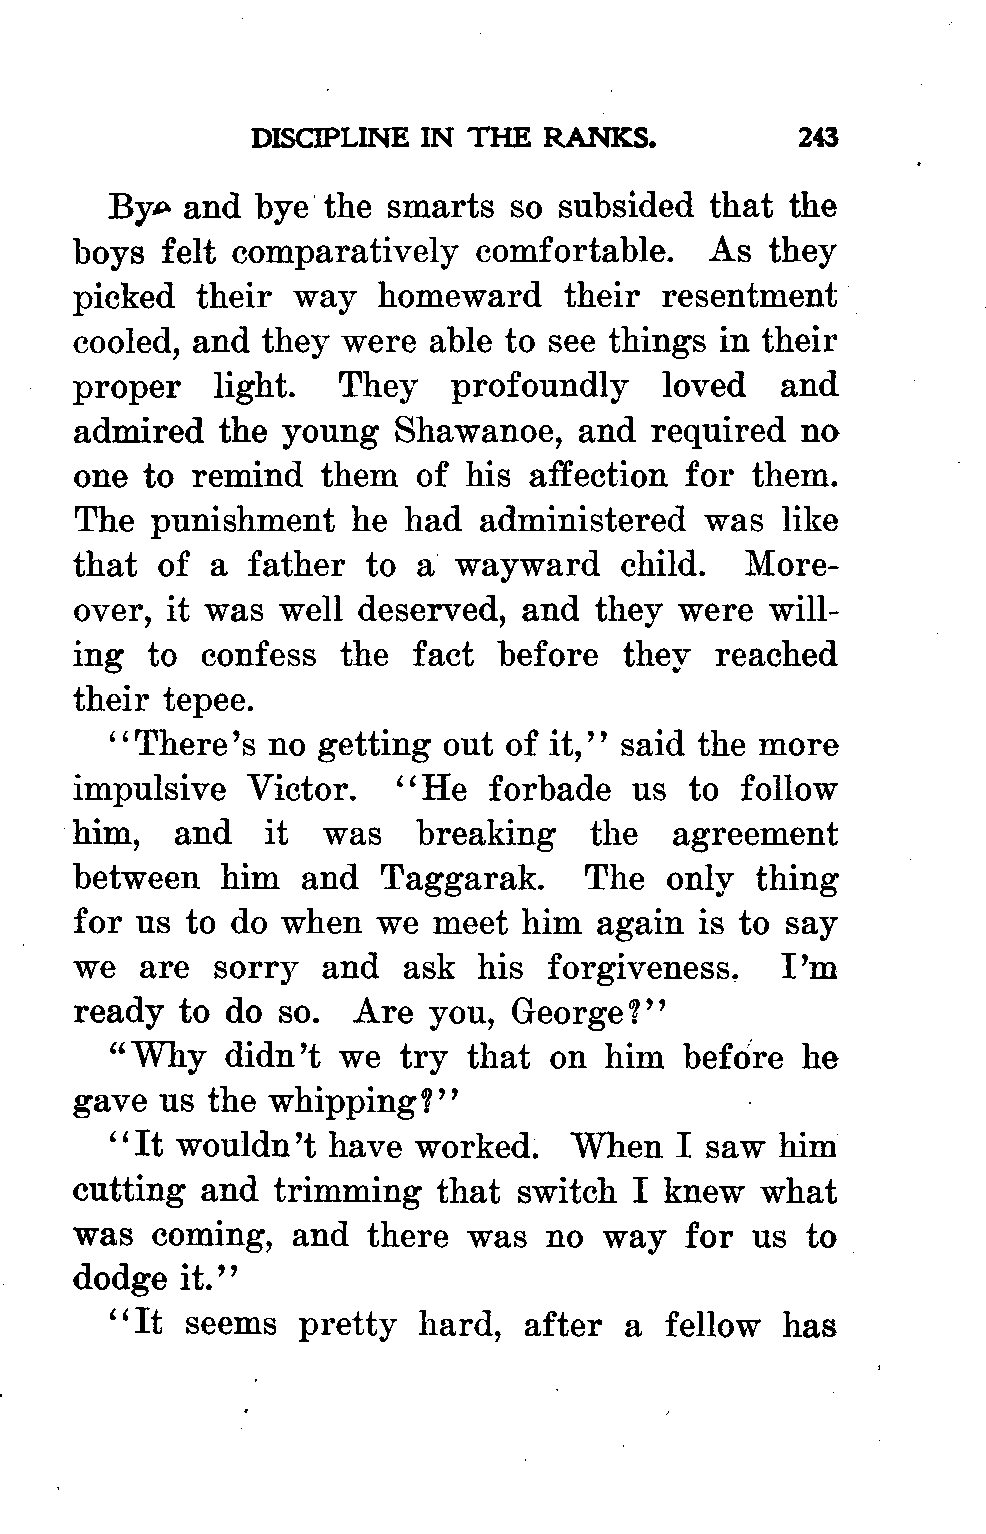 DISCIPLINE IN THE RANKS. 243
Bye and bye the smarts so subsided that the
boys felt comparatively comfortable. As they
picked their way homeward their resentment
cooled, and they were able to see things in their
proper light. They profoundly loved and
admired the young Shawanoe, and required no
one to remind them of his affection for them.
The punishment he had administered was like
that of a father to a wayward child. More-
over, it was well deserved, and they were will-
ing to confess the fact before they reached
their tepee.
“There’s no getting out of it,” said the more
impulsive Victor. “He forbade us to follow
him, and it was breaking the agreement
between him and Taggarak. The only thing
for us to do when we meet him again is to say
we are sorry and ask his forgiveness. I’m
ready to do so. Are you, George?”
“Why didn’t we try that on him before he
gave us the whipping?”
“It wouldn’t have worked. When I saw him
cutting and trimming that switch I knew what
was coming, and there was no way for us to
dodge it.”
“It seems pretty hard, after a fellow has